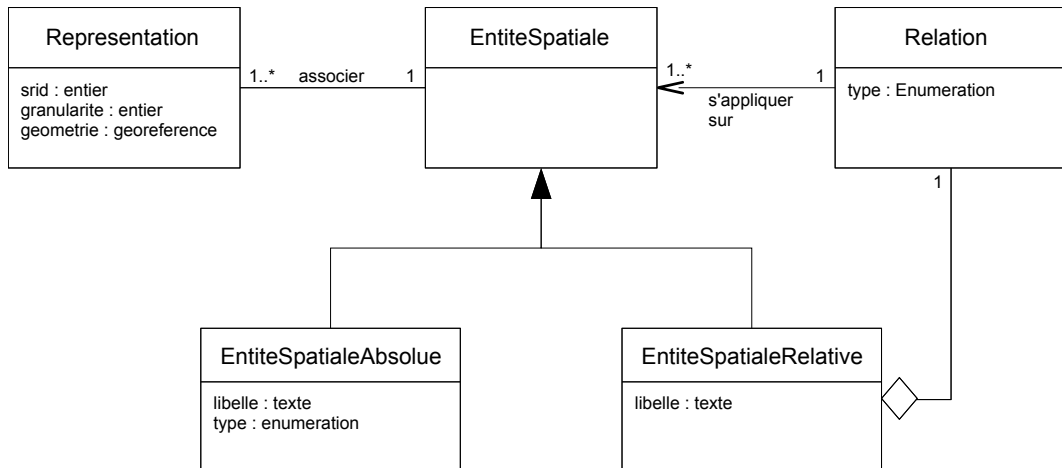 Representation
srid : entier
granularite : entier
geometrie : georeference
1..*
associer
1
EntiteSpatiale
1..*
s'appliquer
sur
1
Relation
type : Enumeration
1
EntiteSpatialeAbsolue
libelle : texte
type : enumeration
EntiteSpatialeRelative
libelle : texte